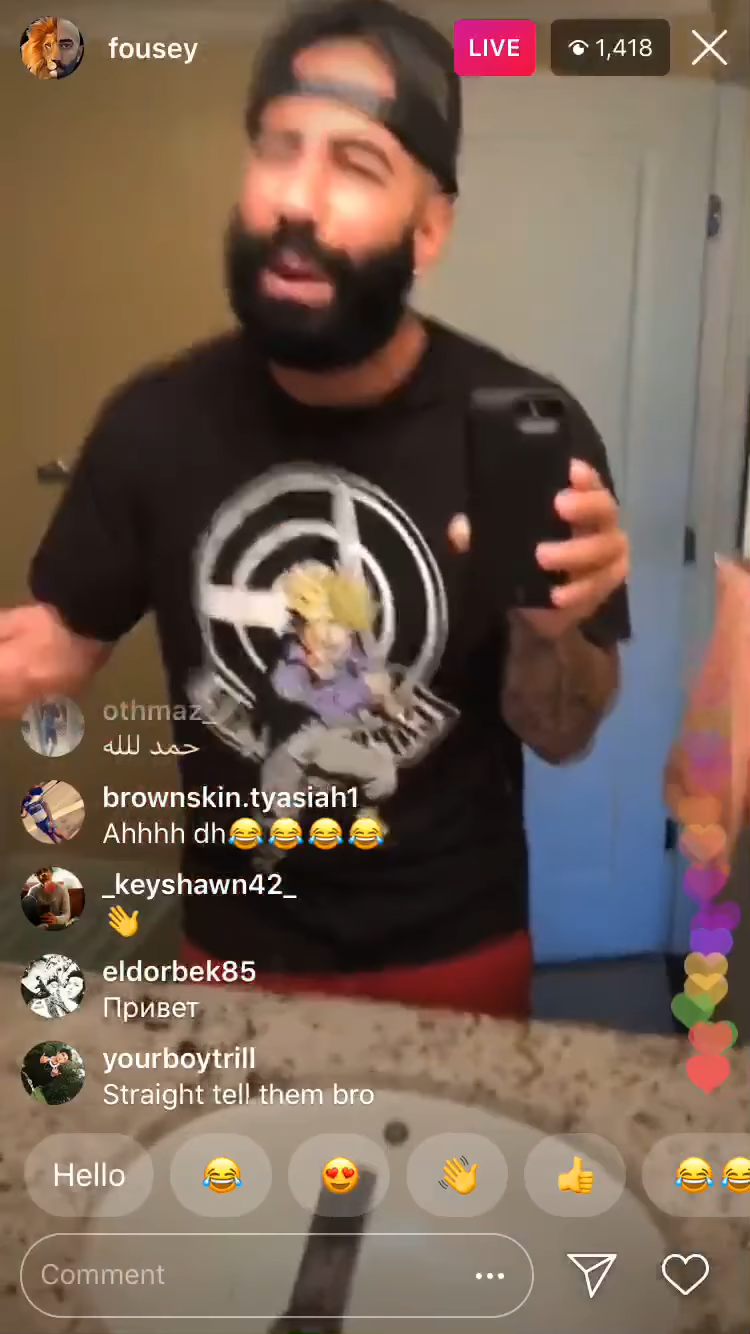 fousey
LIVE
1,418
othmaz_
حمد لللله
brownskin.tyasiah1
Ahhhh dh😂😂😂😂
_keyshawn42_
👋
eldorbek85
Привет
yourboytrill
Straight tell them bro
Hello 😂 😍 👋 👍 😂😂
Comment